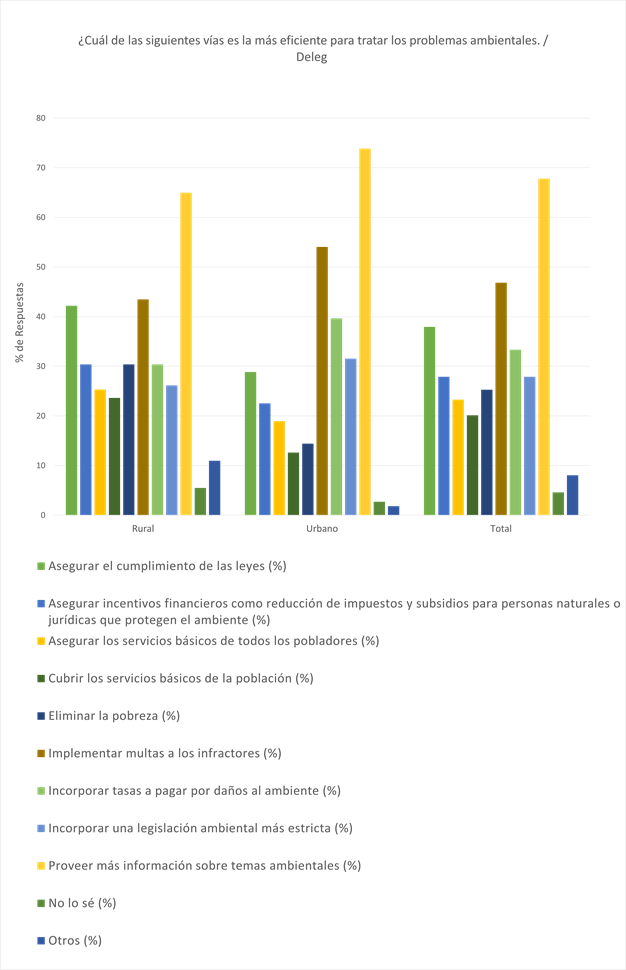 ¿Cuál de las siguientes vías es la más eficiente para tratar los problemas ambientales. /
Deleg
80
70
60
50
40
30
20
10
0
% de Respuestas
Rural
Urbano
Total
Asegurar el cumplimiento de las leyes (%)
Asegurar incentivos financieros como reducción de impuestos y subsidios para personas naturales o
jurídicas que protegen el ambiente (%)
Asegurar los servicios básicos de todos los pobladores (%)
Cubrir los servicios básicos de la población (%)
Eliminar la pobreza (%)
Implementar multas a los infractores (%)
Incorporar tasas a pagar por daños al ambiente (%)
Incorporar una legislación ambiental más estricta (%)
Proveer más información sobre temas ambientales (%)
No lo sé (%)
Otros (%)